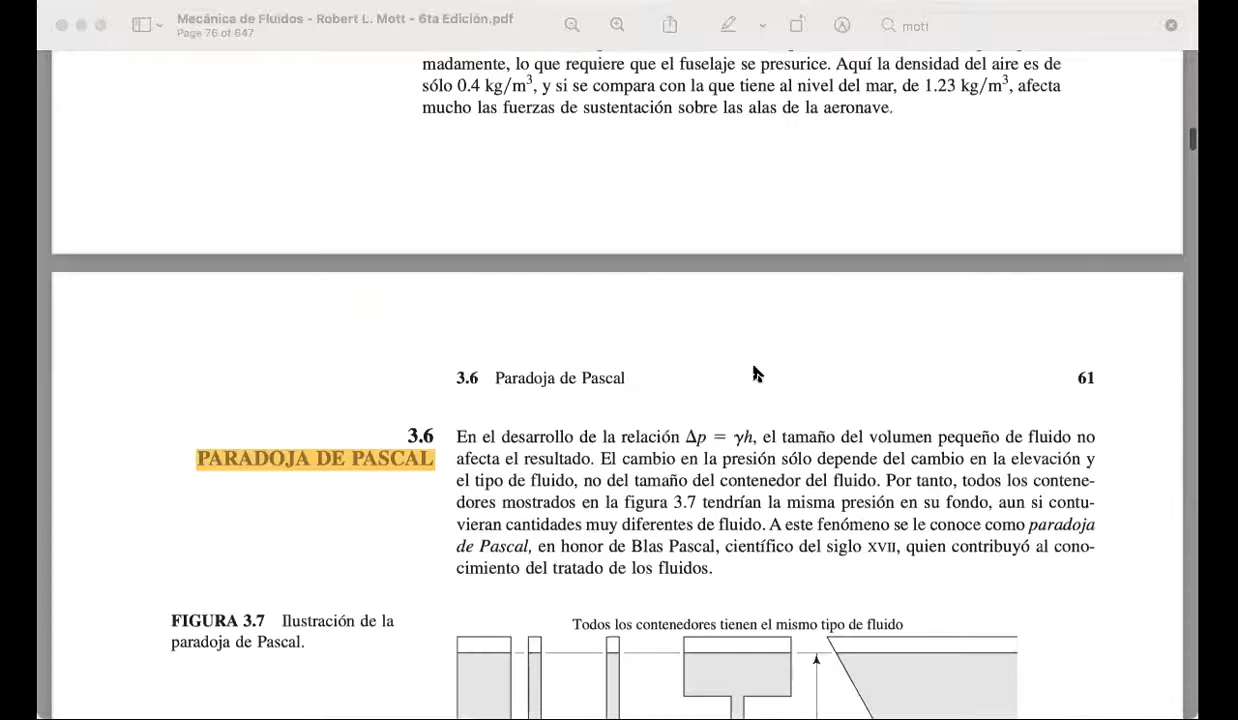 Mecánica de Fluidos - Robert L. Mott - 6ta Edición.pdf
Page 76 of 647
mott
madamente, lo que requiere que el fuselaje se presurice. Aquí la densidad del aire es de
sólo 0.4 kg/m³, y si se compara con la que tiene al nivel del mar, de 1.23 kg/m³, afecta
mucho las fuerzas de sustentación sobre las alas de la aeronave.
3.6 Paradoja de Pascal 61
3.6
PARADOJA DE PASCAL
En el desarrollo de la relación Δp = γh, el tamaño del volumen pequeño de fluido no
afecta el resultado. El cambio en la presión sólo depende del cambio en la elevación y
el tipo de fluido, no del tamaño del contenedor del fluido. Por tanto, todos los contene-
dores mostrados en la figura 3.7 tendrían la misma presión en su fondo, aun si contu-
vieran cantidades muy diferentes de fluido. A este fenómeno se le conoce como paradoja
de Pascal, en honor de Blas Pascal, científico del siglo XVII, quien contribuyó al cono-
cimiento del tratado de los fluidos.
FIGURA 3.7 Ilustración de la
paradoja de Pascal.
Todos los contenedores tienen el mismo tipo de fluido